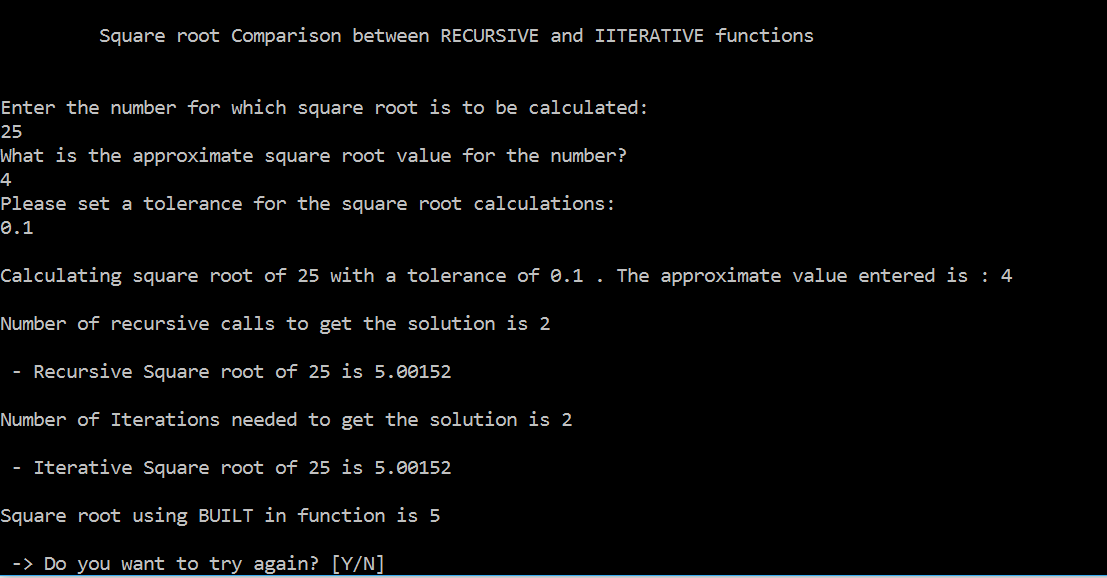 Square root Comparison between RECURSIVE and IITERATIVE functions
Enter the number for which square root is to be calculated:
25
What is the approximate square root value for the number?
4
Please set a tolerance for the square root calculations:
0.1
Calculating square root of 25 with a tolerance of 0.1 . The approximate value entered is : 4
Number of recursive calls to get the solution is 2
- Recursive Square root of 25 is 5.00152
Number of Iterations needed to get the solution is 2
- Iterative Square root of 25 is 5.00152
Square root using BUILT in function is 5
-> Do you want to try again? [Y/N]